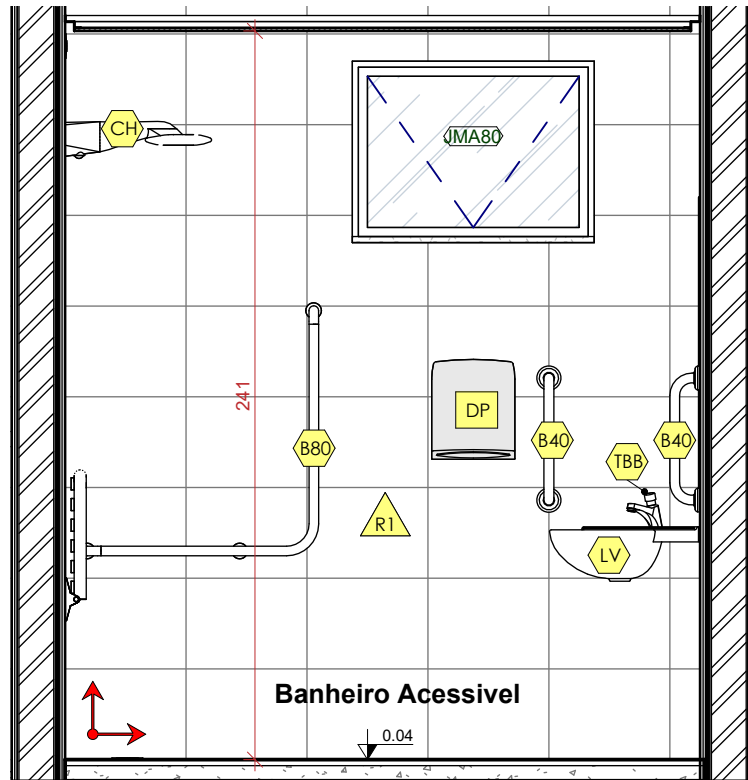 CH
JMA80
241
DP
B80
B40
B40
TBB
R1
LV
Banheiro Acessivel
0.04